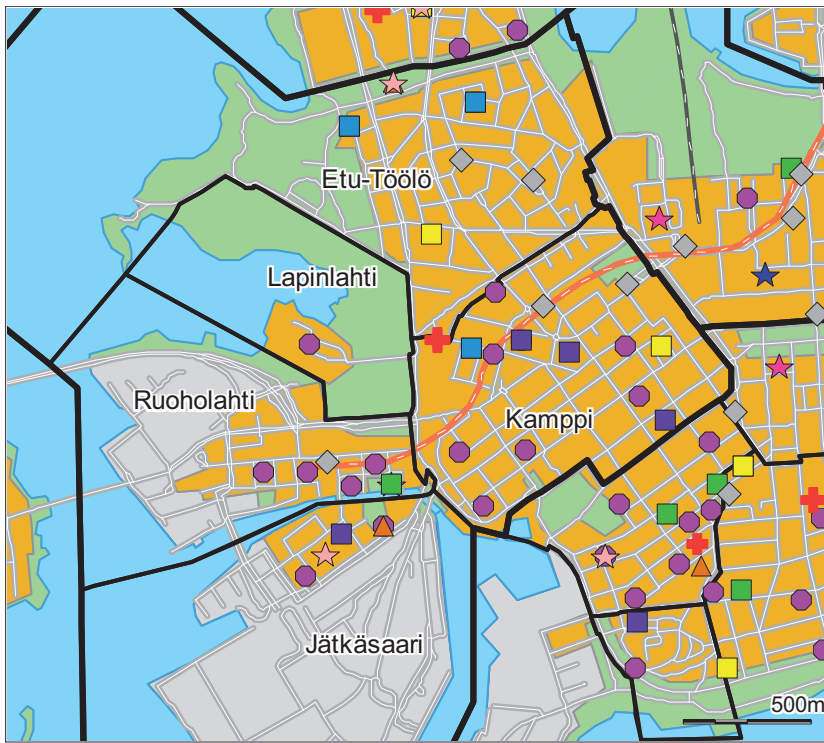 Etu-Töölö
Lapinlahti
Ruoholahti
Kamppi
Jätkäsaari
500m